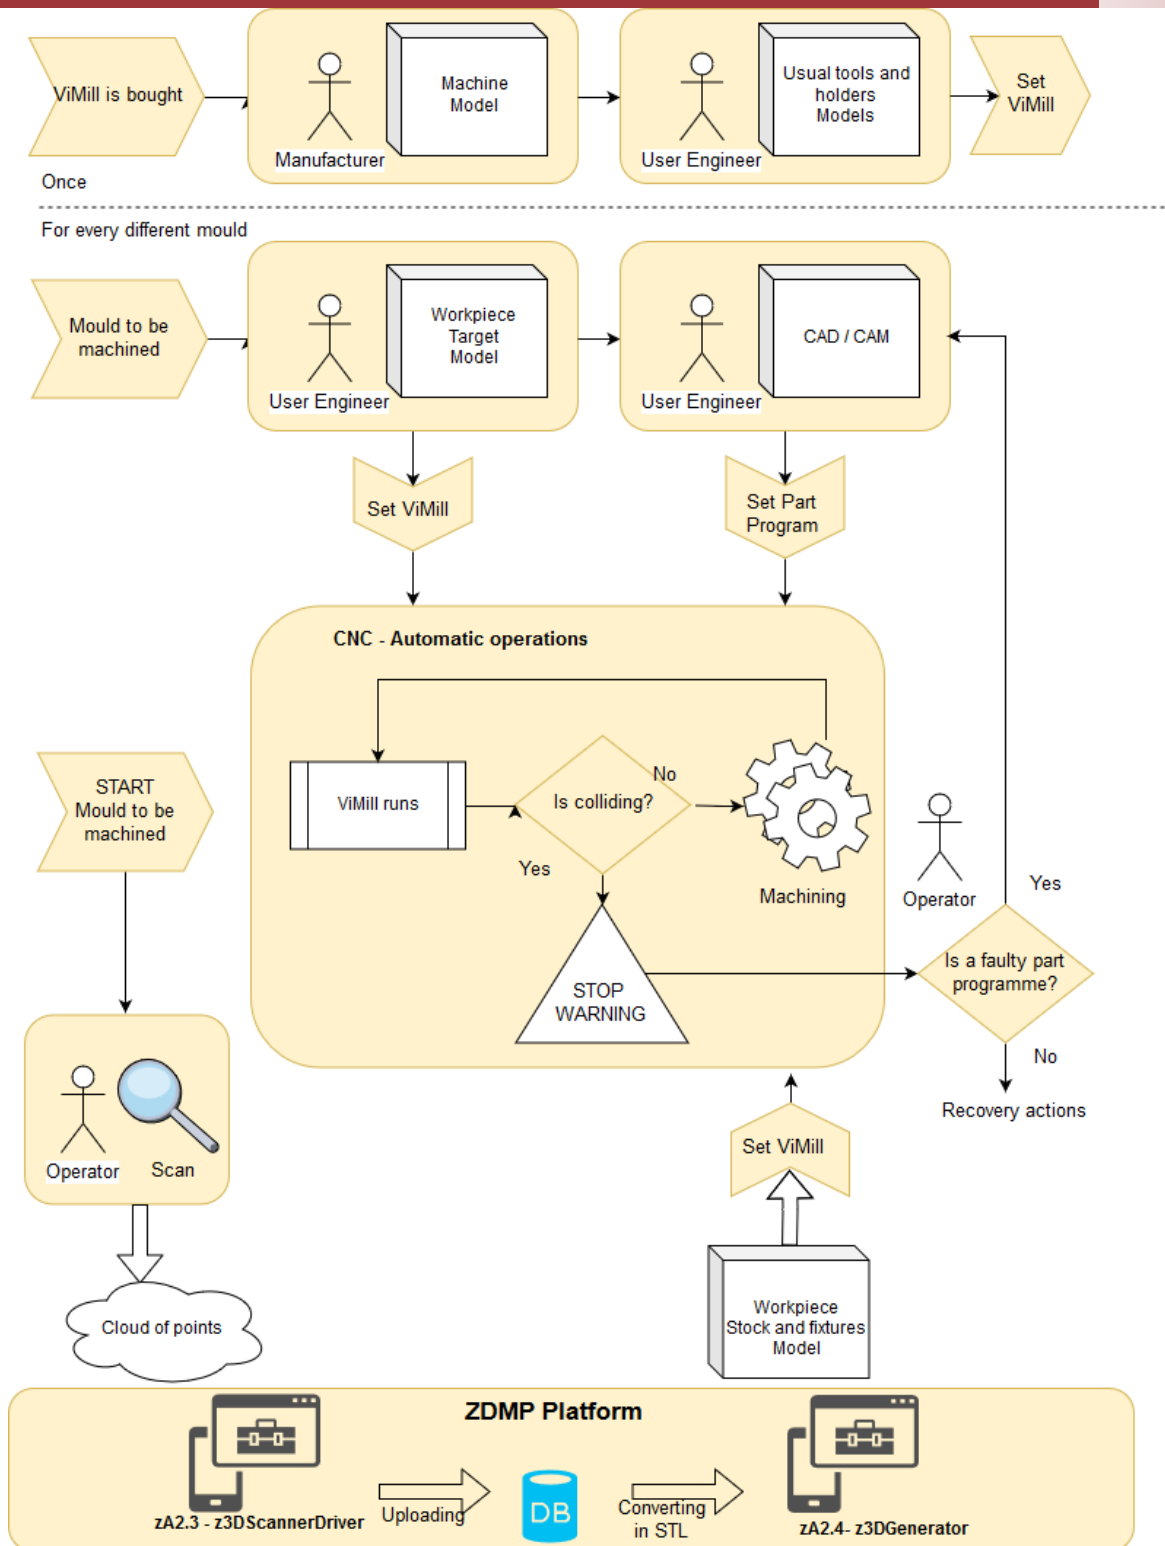 ViMill is bought
Machine
Model
Manufacturer
Usual tools and
holders
Models
User Engineer
Set
ViMill
Once
For every different mould
Mould to be
machined
Workpiece
Target
Model
User Engineer
CAD / CAM
User Engineer
Set ViMill
Set Part
Program
CNC - Automatic operations
ViMill runs
Is colliding?
No
Yes
Machining
STOP
WARNING
START
Mould to be
machined
Operator
Yes
Is a faulty part
programme?
No
Recovery actions
Operator
Scan
Cloud of points
Set ViMill
Workpiece
Stock and fixtures
Model
ZDMP Platform
zA2.3 - z3DScannerDriver
Uploading
DB
Converting
in STL
zA2.4- z3DGenerator